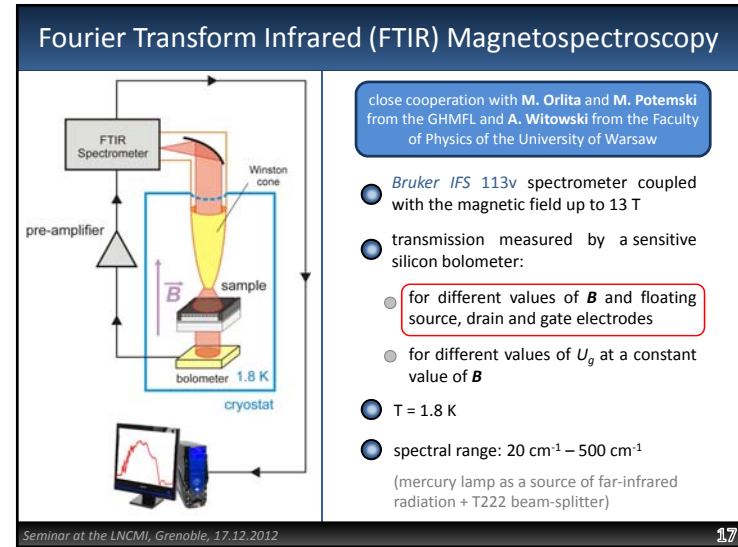 Fourier Transform Infrared (FTIR) Magnetospectroscopy
FTIR
Spectrometer
Winston
cone
pre-amplifier
B
sample
bolometer 1.8 K
cryostat
close cooperation with M. Orlita and M. Potemski
from the GHMFL and A. Witowski from the Faculty
of Physics of the University of Warsaw
Bruker IFS 113v spectrometer coupled
with the magnetic field up to 13 T
transmission measured by a sensitive
silicon bolometer:
for different values of B and floating
source, drain and gate electrodes
for different values of Ug at a constant
value of B
T = 1.8 K
spectral range: 20 cm-1 – 500 cm-1
(mercury lamp as a source of far-infrared
radiation + T222 beam-splitter)
Seminar at the LNCMI, Grenoble, 17.12.2012
17